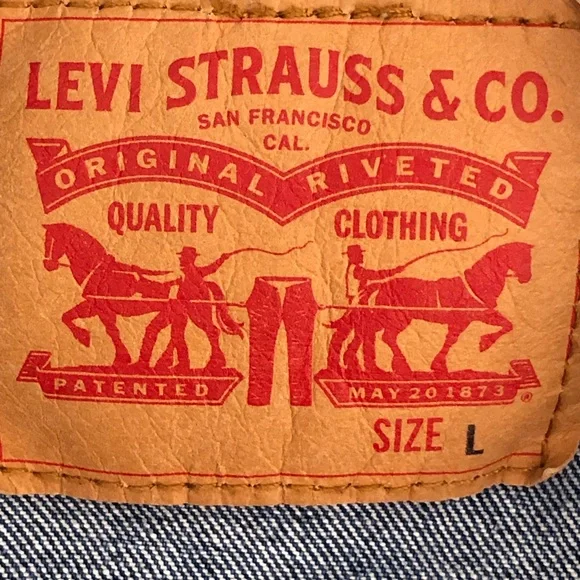 LEVI STRAUSS & CO.
SAN FRANCISCO
CAL.
ORIGINAL RIVETED
QUALITY CLOTHING
PATENTED MAY 20 1873 ®
SIZE L